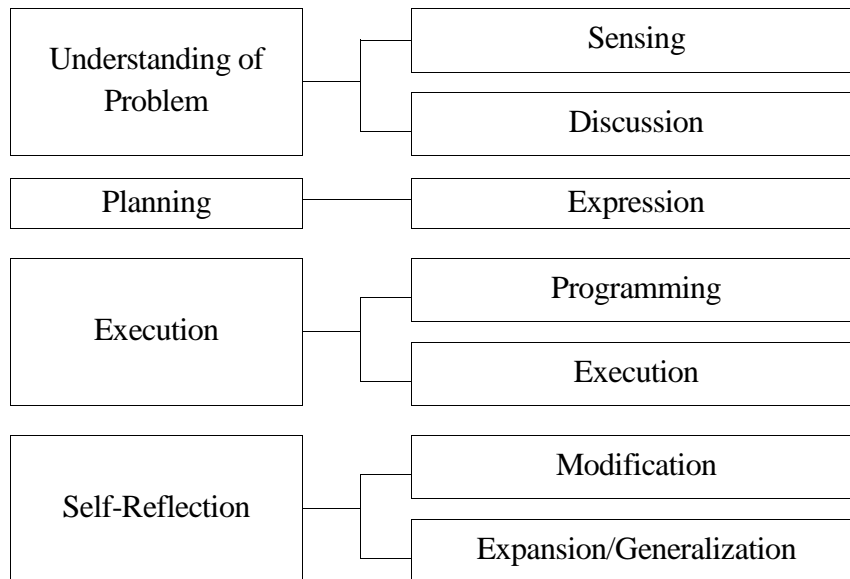 Understanding of
Problem
Sensing
Discussion
Planning
Expression
Execution
Programming
Execution
Self-Reflection
Modification
Expansion/Generalization